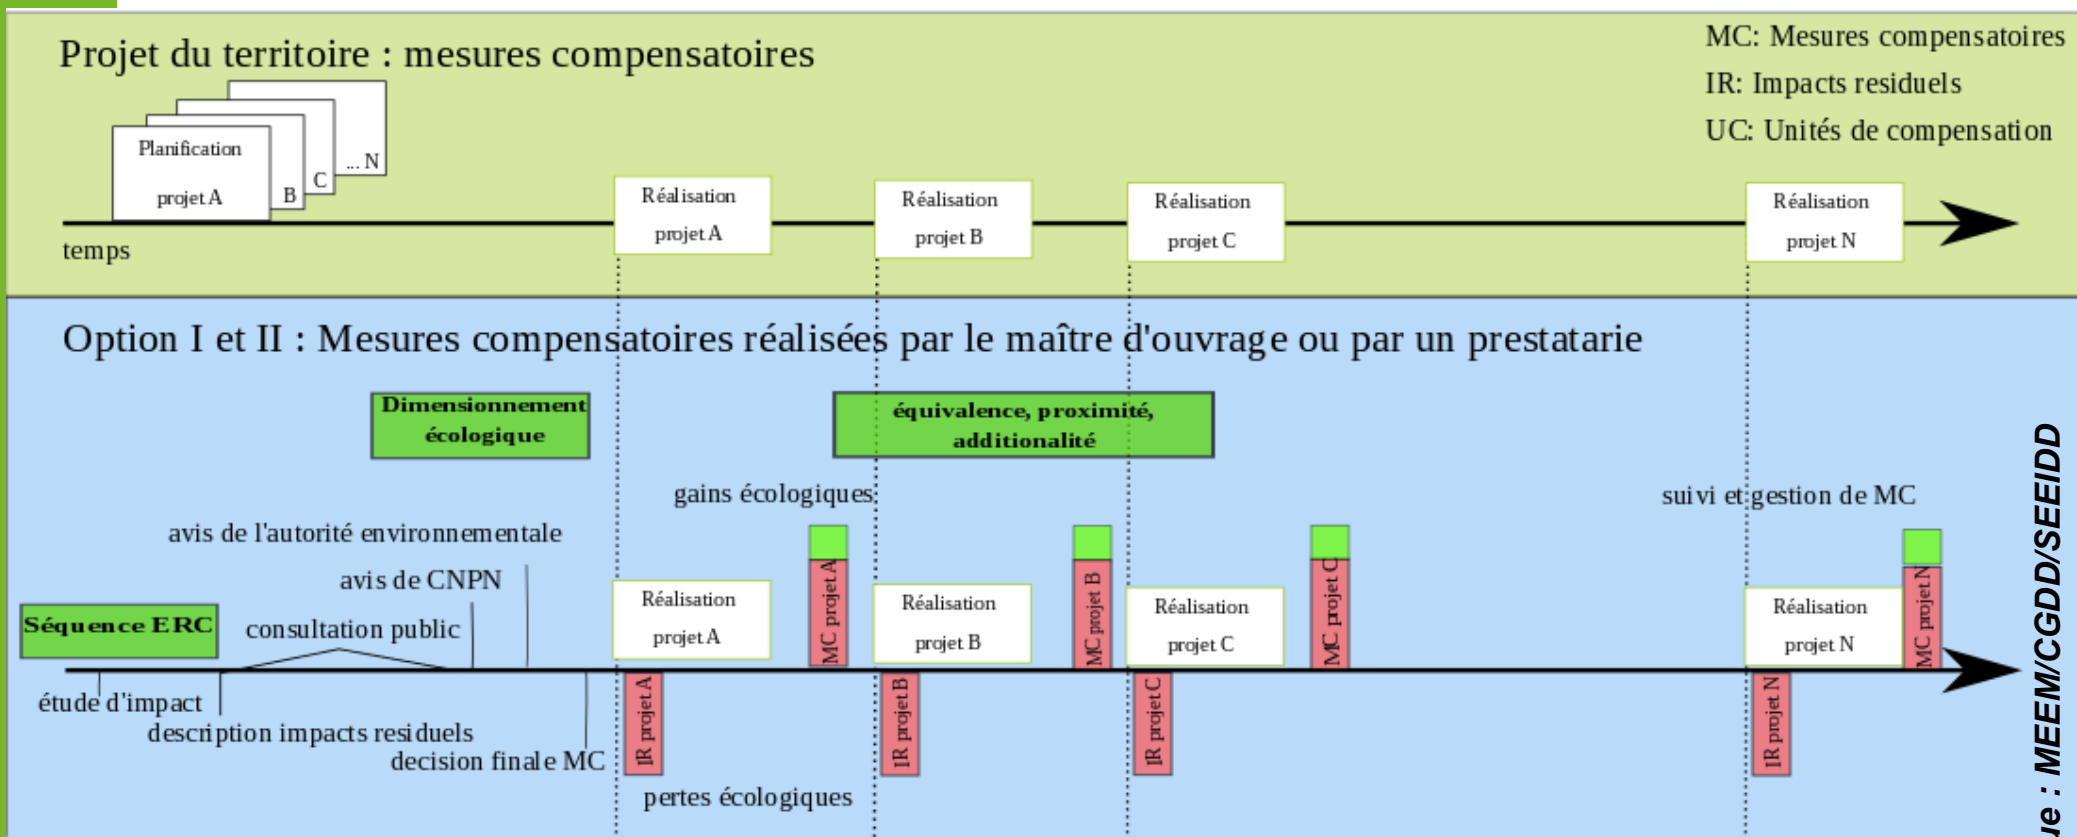 Projet du territoire : mesures compensatoires
MC: Mesures compensatoires
IR: Impacts residuels
UC: Unités de compensation
Planification
projet A
B
C
... N
Réalisation
projet A
Réalisation
projet B
Réalisation
projet C
Réalisation
projet N
temps
Option I et II : Mesures compensatoires réalisées par le maître d'ouvrage ou par un prestatarie
Dimensionnement
écologique
équivalence, proximité,
additionalité
gains écologiques
suivi et gestion de MC
avis de l'autorité environnementale
avis de CNPN
consultation public
Séquence ERC
Réalisation
projet A
MC projet A
Réalisation
projet B
MC projet B
Réalisation
projet C
MC projet C
Réalisation
projet N
MC projet N
étude d'impact
description impacts residuels
decision finale MC
IR projet A
IR projet B
IR projet C
IR projet N
pertes écologiques
ue : MEEM/CGDD/SEEIDD